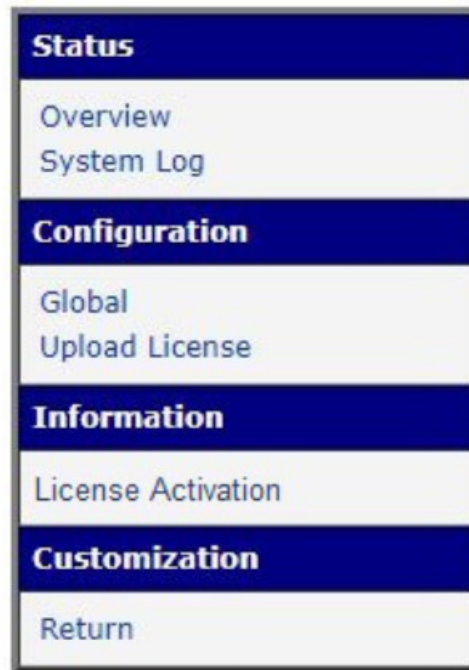 Status
Overview
System Log
Configuration
Global
Upload License
Information
License Activation
Customization
Return